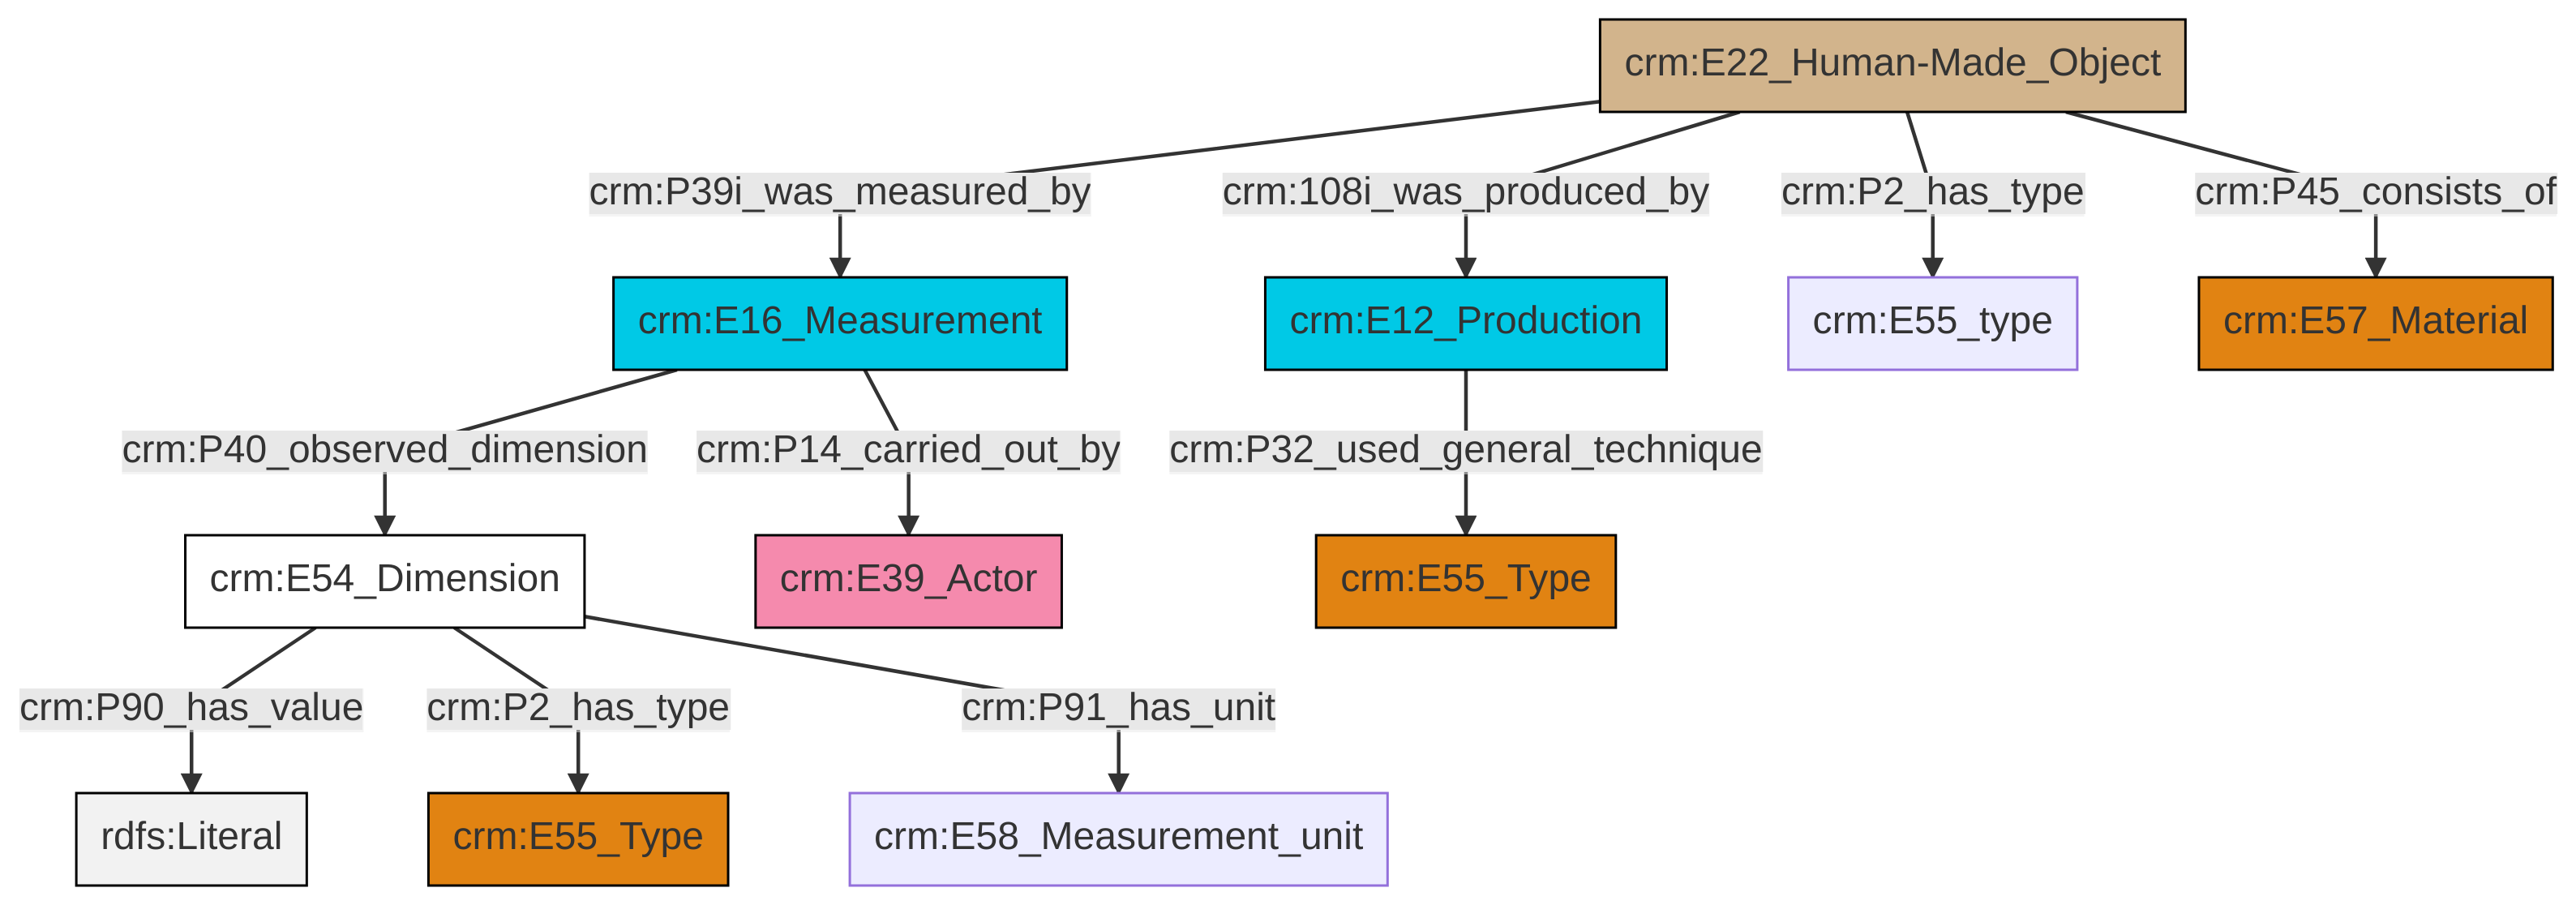 crm:E22_Human-Made_Object
crm:P39i_was_measured_by
crm:108i_was_produced_by
crm:P2_has_type
crm:P45_consists_of
crm:E16_Measurement
crm:E12_Production
crm:E55_type
crm:E57_Material
crm:P40_observed_dimension
crm:P14_carried_out_by
crm:P32_used_general_technique
crm:E54_Dimension
crm:E39_Actor
crm:E55_Type
crm:P90_has_value
crm:P2_has_type
crm:P91_has_unit
rdfs:Literal
crm:E55_Type
crm:E58_Measurement_unit